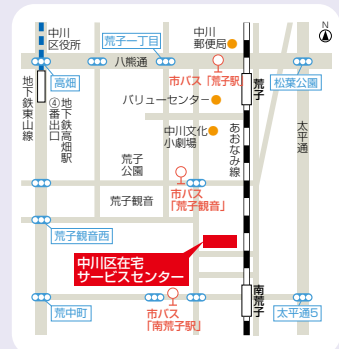 N
中川
区役所
荒子一丁目
中川
郵便局
八熊通
高畑
市バス「荒子駅」
荒子
松葉公園
地下鉄東山線
④番出口
地下鉄高畑駅
バリューセンター
中川文化
小劇場
あおなみ線
太平通
荒子
公園
市バス
「荒子観音」
荒子観音
荒子観音西
中川区在宅
サービスセンター
南荒子
荒中町
市バス
「南荒子駅」
太平通5